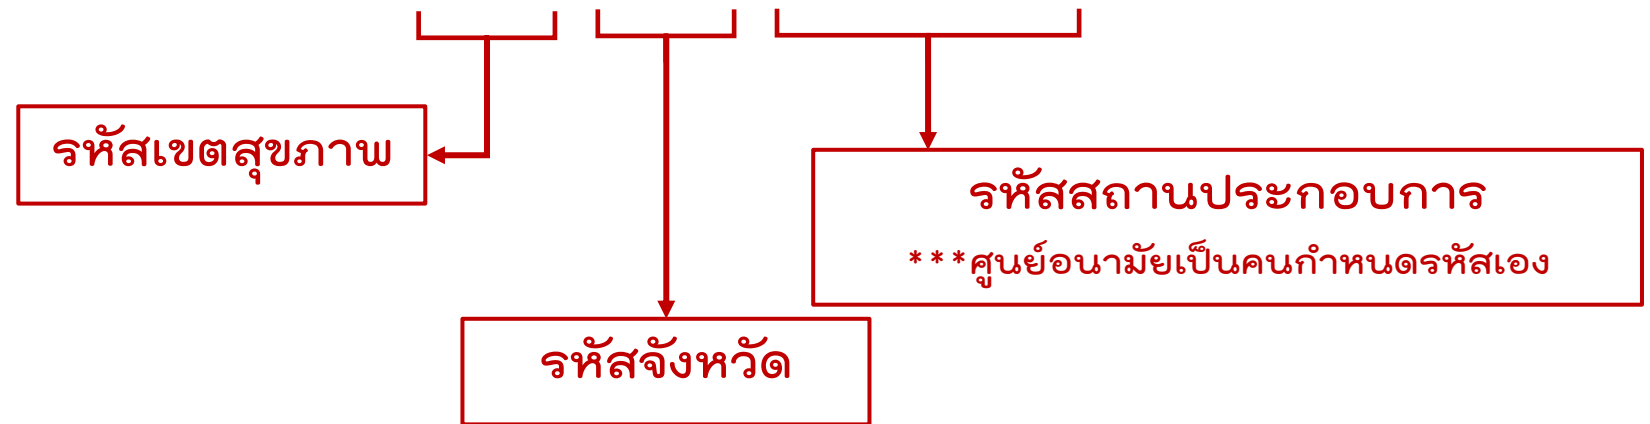 รหัสเขตสุขภาพ
รหัสสถานประกอบการ
***ศูนย์อนามัยเป็นคนกำหนดรหัสเอง
รหัสจังหวัด